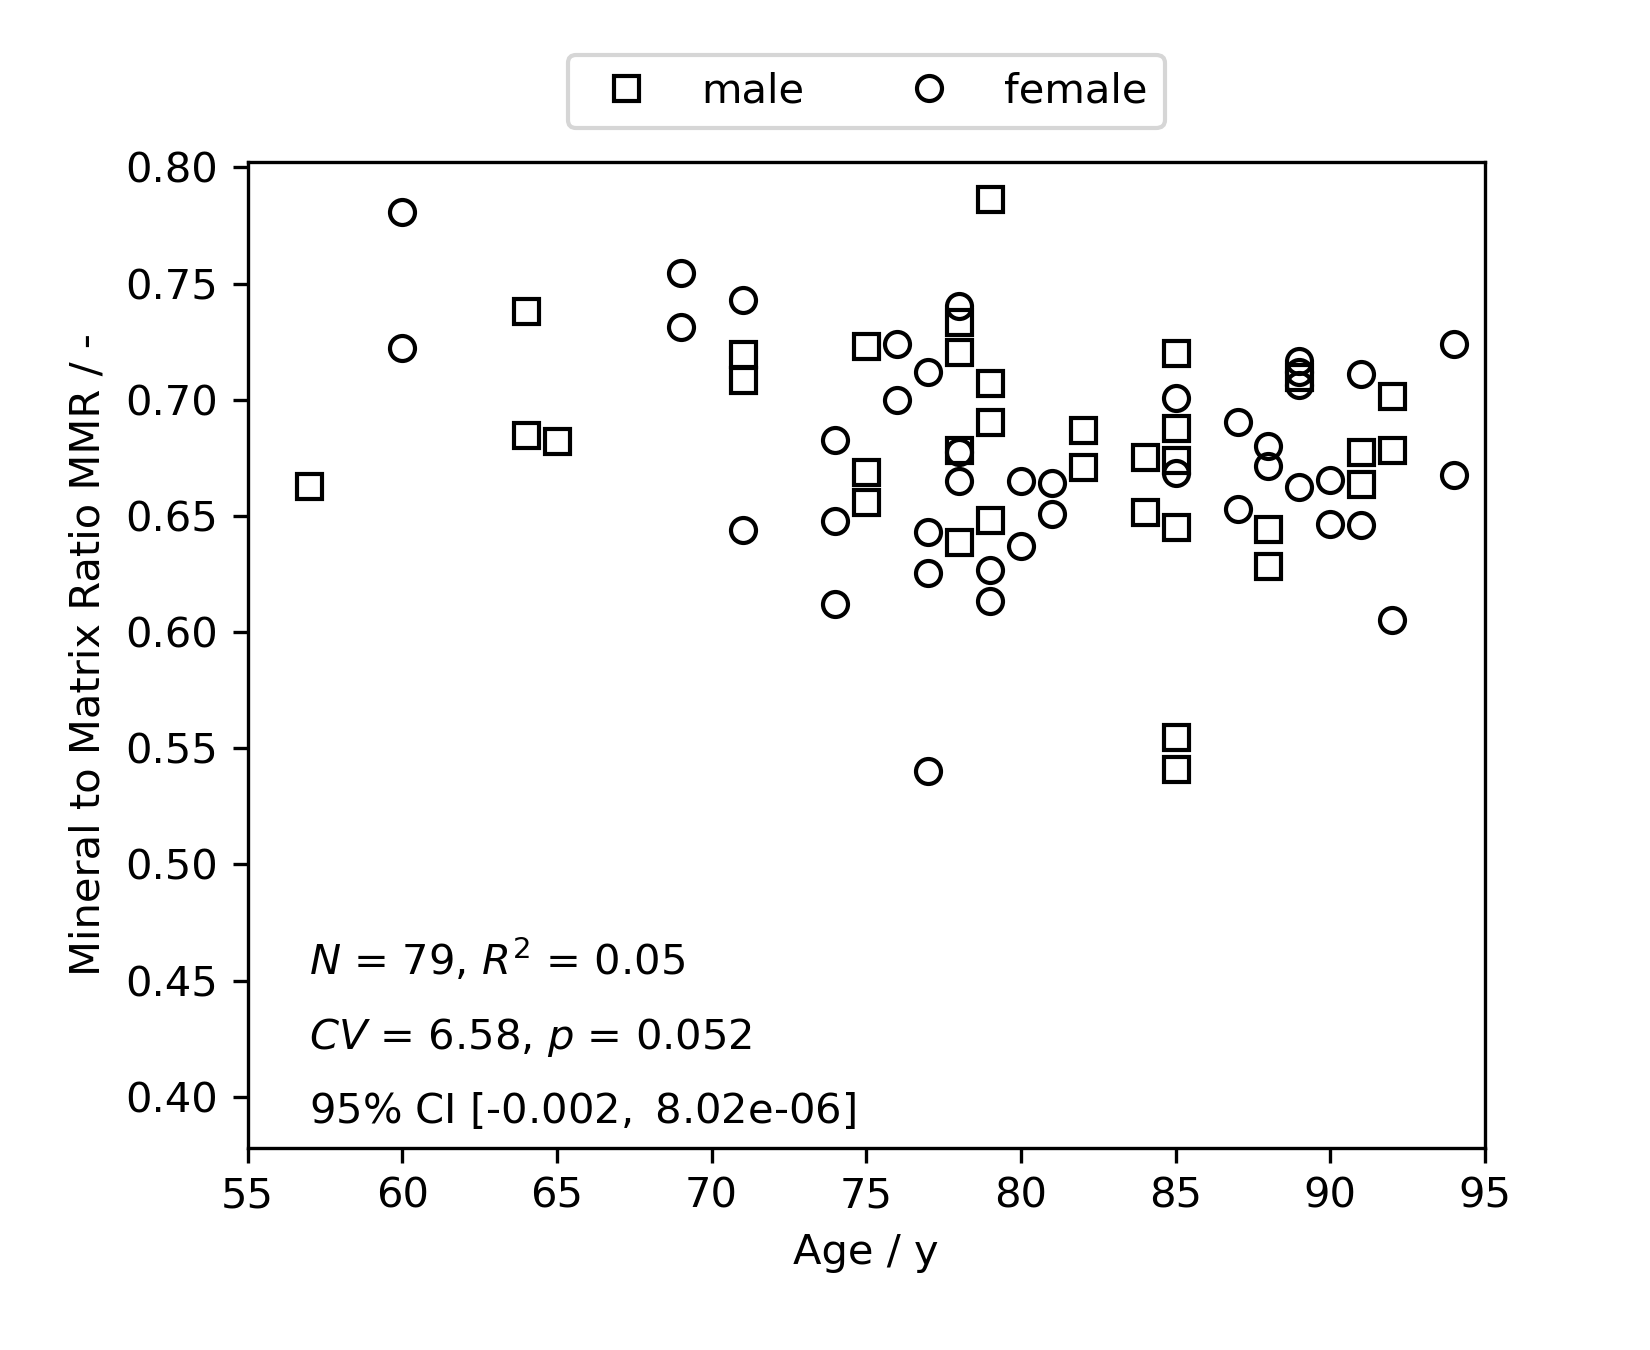 male female
0.80
0.75
0.70
0.65
0.60
0.55
0.50
0.45
0.40
Mineral to Matrix Ratio MMR / -
N = 79, R² = 0.05
CV = 6.58, p = 0.052
95% CI [-0.002, 8.02e-06]
55 60 65 70 75 80 85 90 95
Age / y